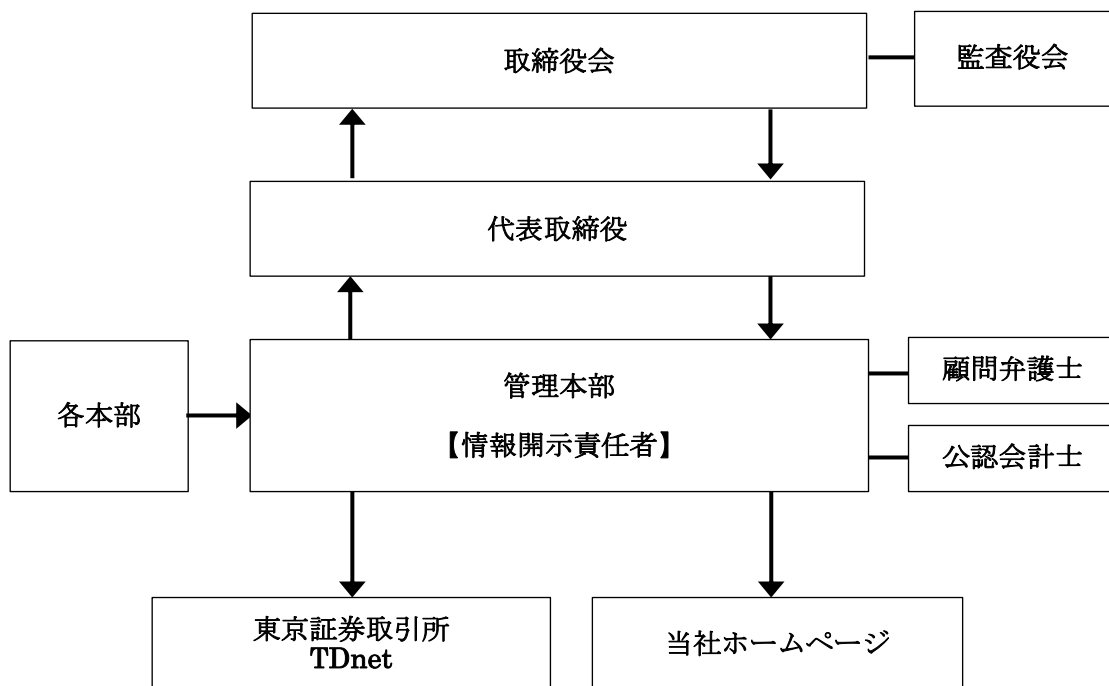 取締役会
監査役会
代表取締役
各本部
管理本部
【情報開示責任者】
顧問弁護士
公認会計士
東京証券取引所
TDnet
当社ホームページ